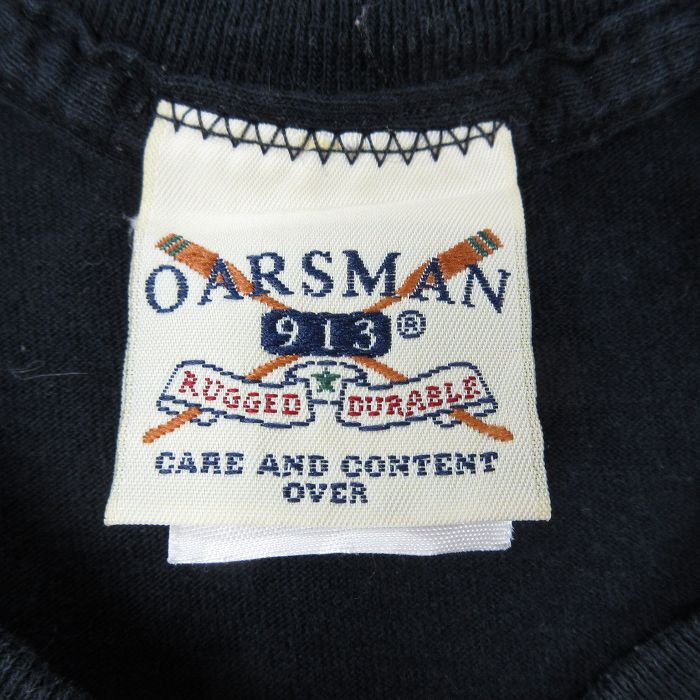 OARSMAN
913®
RUGGED DURABLE
CARE AND CONTENT
OVER